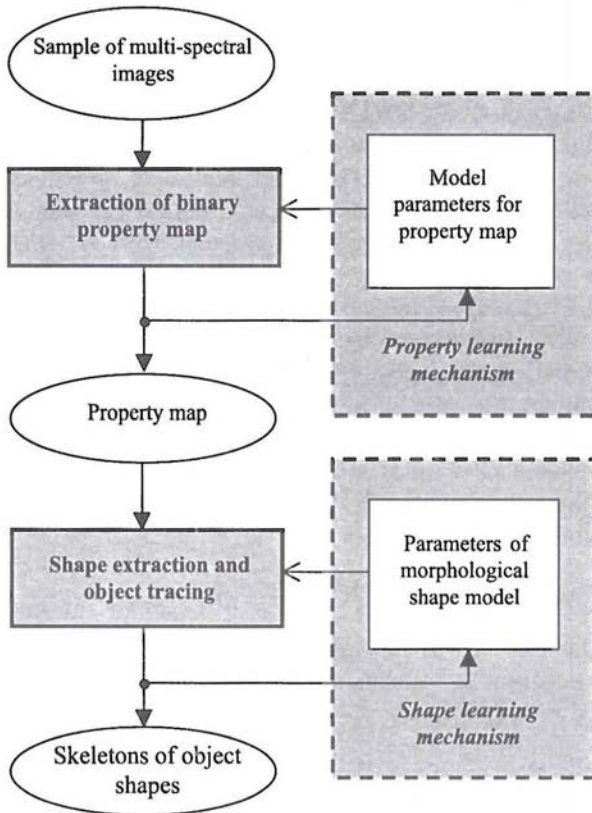 Sample of multi-spectral
images
Extraction of binary
property map
Model
parameters for
property map
Property learning
mechanism
Property map
Shape extraction and
object tracing
Parameters of
morphological
shape model
Shape learning
mechanism
Skeletons of object
shapes